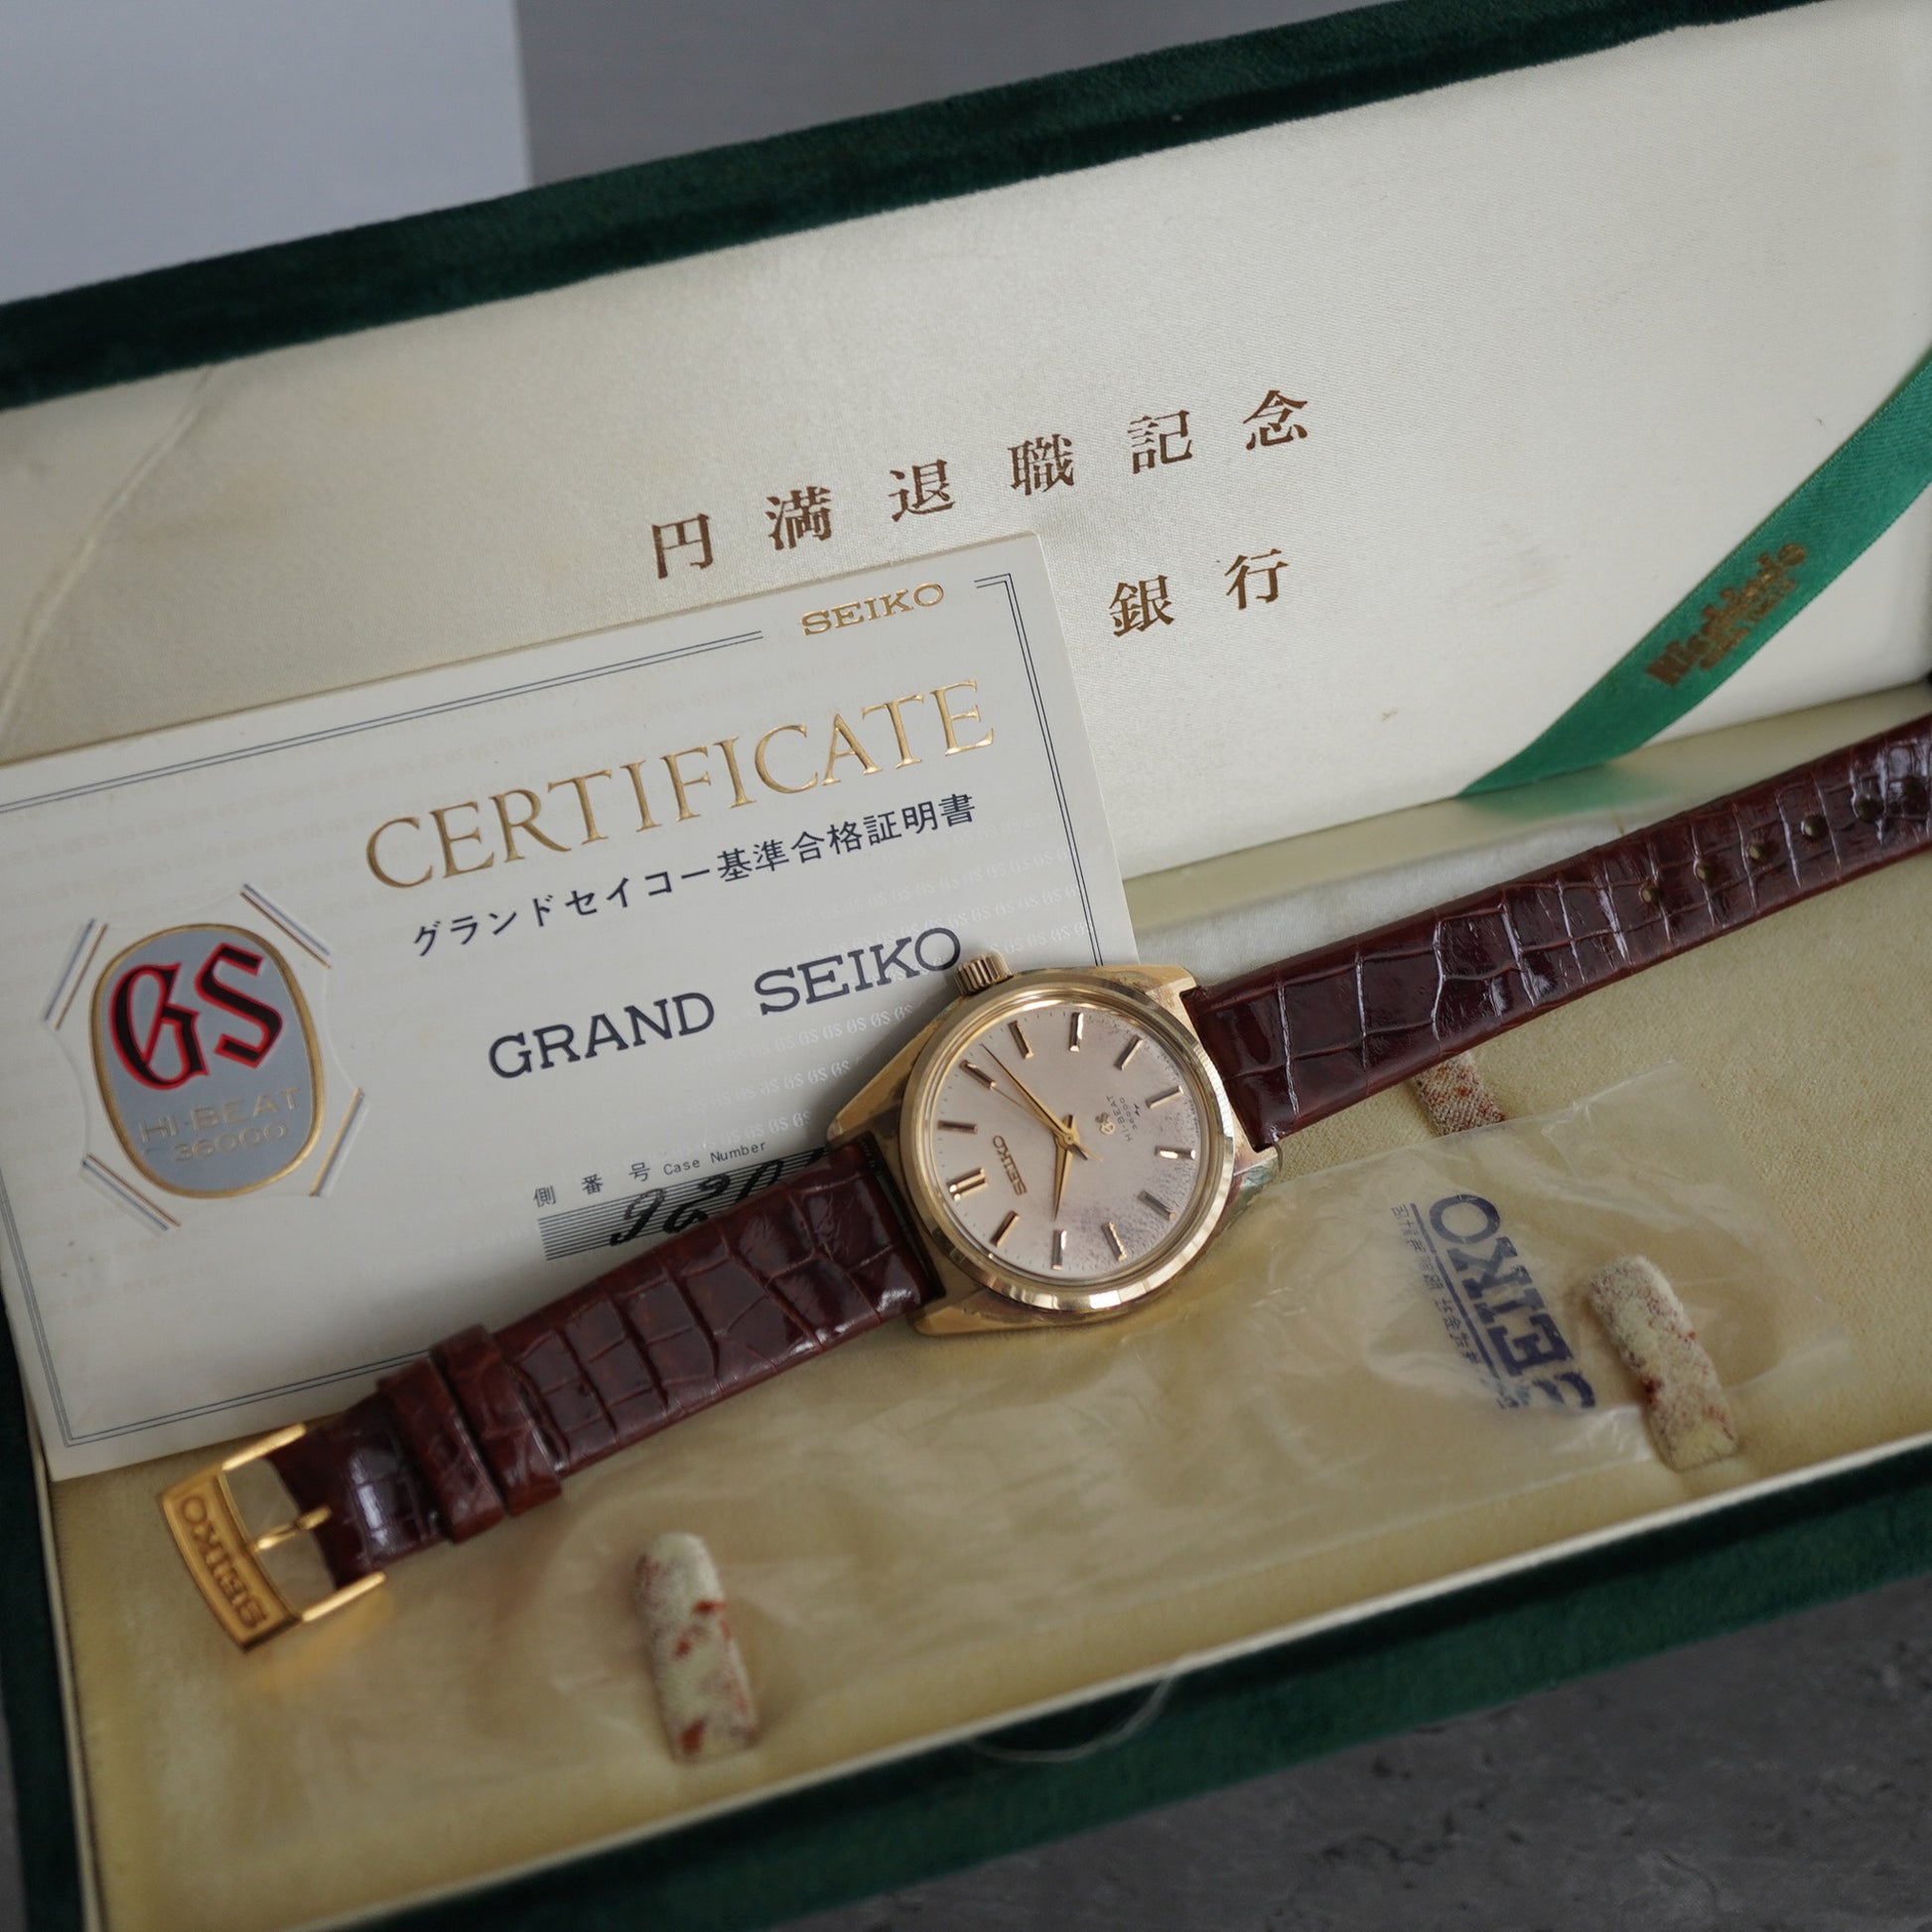 円満退職記念
銀行
SEIKO
CERTIFICATE
グランドセイコー基準合格証明書
GRAND SEIKO
GS
HI-BEAT
36000
側番号 Case Number
SEIKO
GS
HI-BEAT
36000
SEIKO
SEIKO